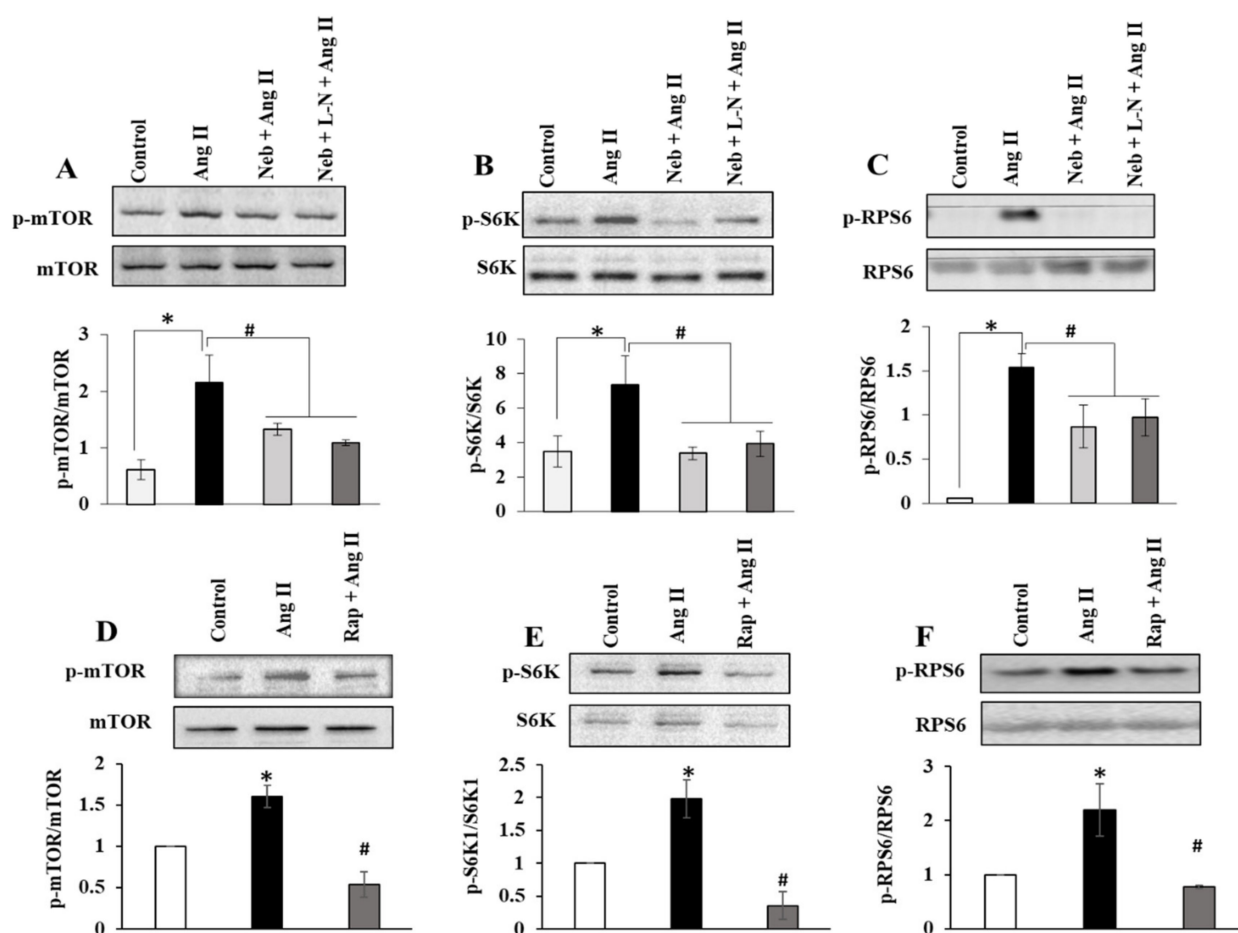 A
Control
Ang II
Neb + Ang II
Neb + L-N + Ang II
p-mTOR
mTOR
p-mTOR/mTOR
3
2
1
0
*
#
B
Control
Ang II
Neb + Ang II
Neb + L-N + Ang II
p-S6K
S6K
p-S6K/S6K
10
8
6
4
2
0
*
#
C
Control
Ang II
Neb + Ang II
Neb + L-N + Ang II
p-RPS6
RPS6
p-RPS6/RPS6
2
1.5
1
0.5
0
*
#
D
Control
Ang II
Rap + Ang II
p-mTOR
mTOR
p-mTOR/mTOR
2
1.5
1
0.5
0
*
#
E
Control
Ang II
Rap + Ang II
p-S6K
S6K
p-S6K1/S6K1
2.5
2
1.5
1
0.5
0
*
#
F
Control
Ang II
Rap + Ang II
p-RPS6
RPS6
p-RPS6/RPS6
3
2
1
0
*
#